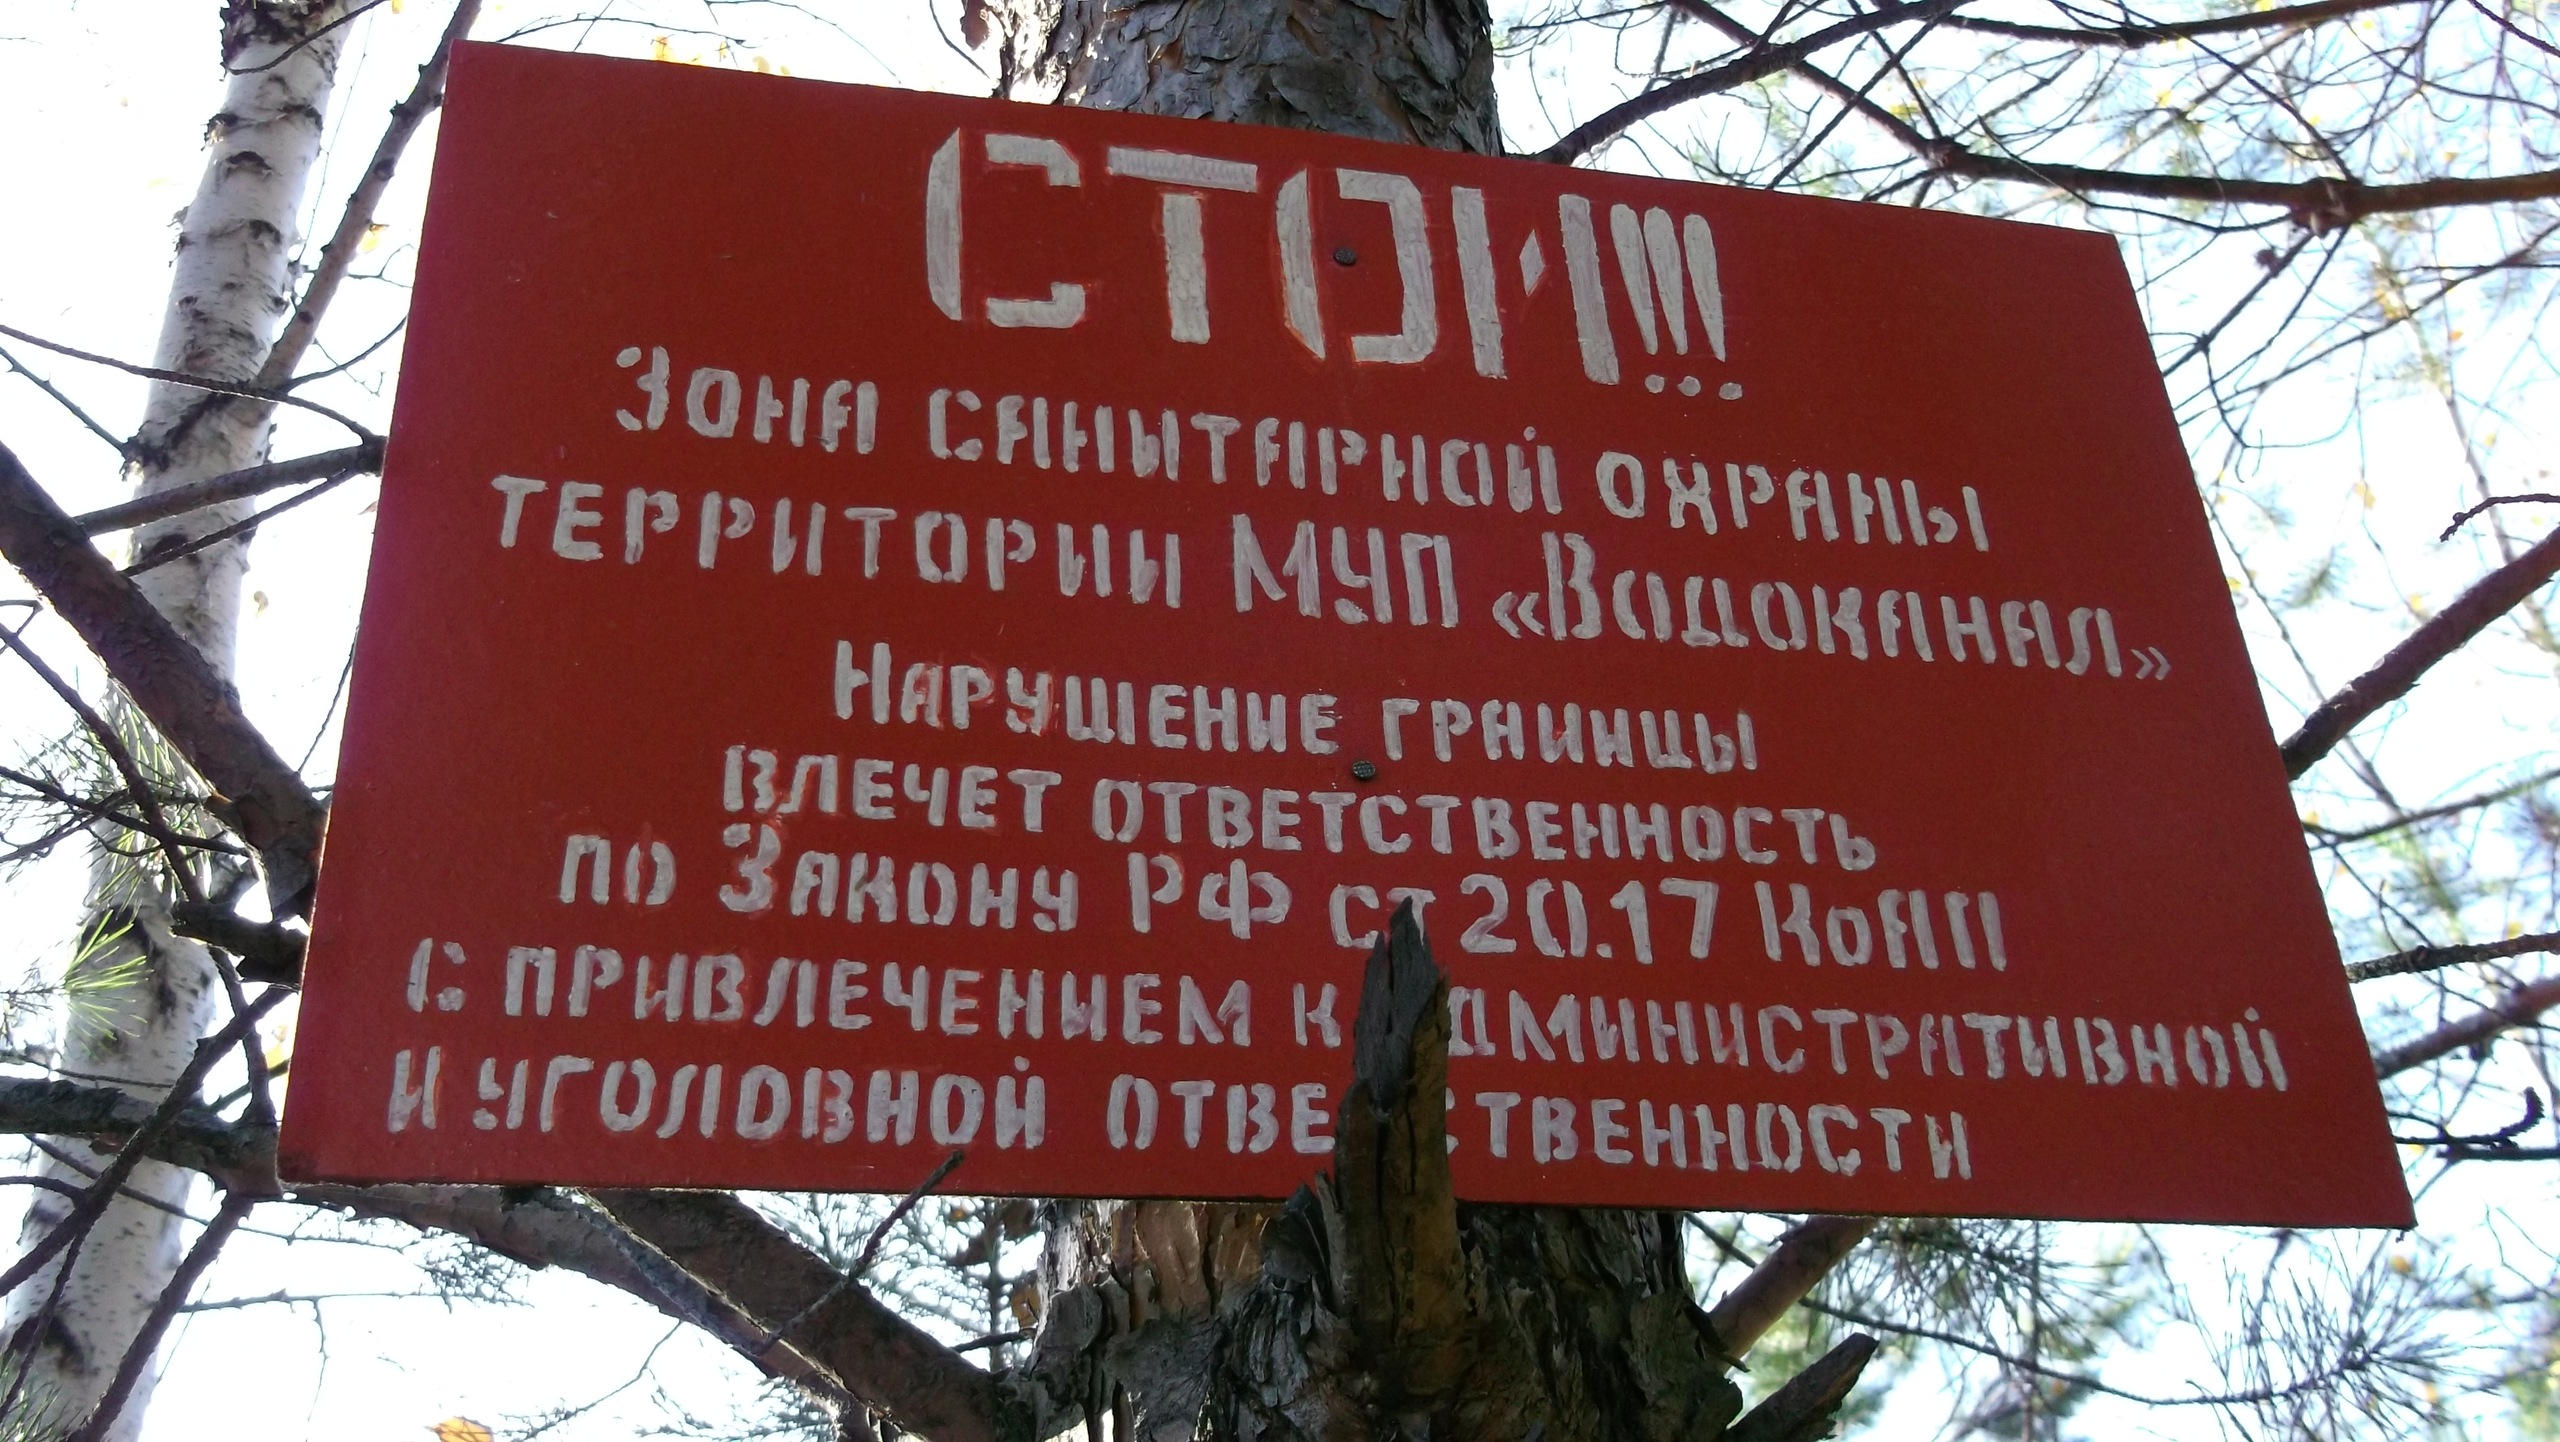 СТОЙ!!!
Зона санитарной охраны
территории МУП «Водоканал»
Нарушение границы
влечет ответственность
по Закону РФ ст 20.17 КоАП
с привлечением к административной
и уголовной ответственности